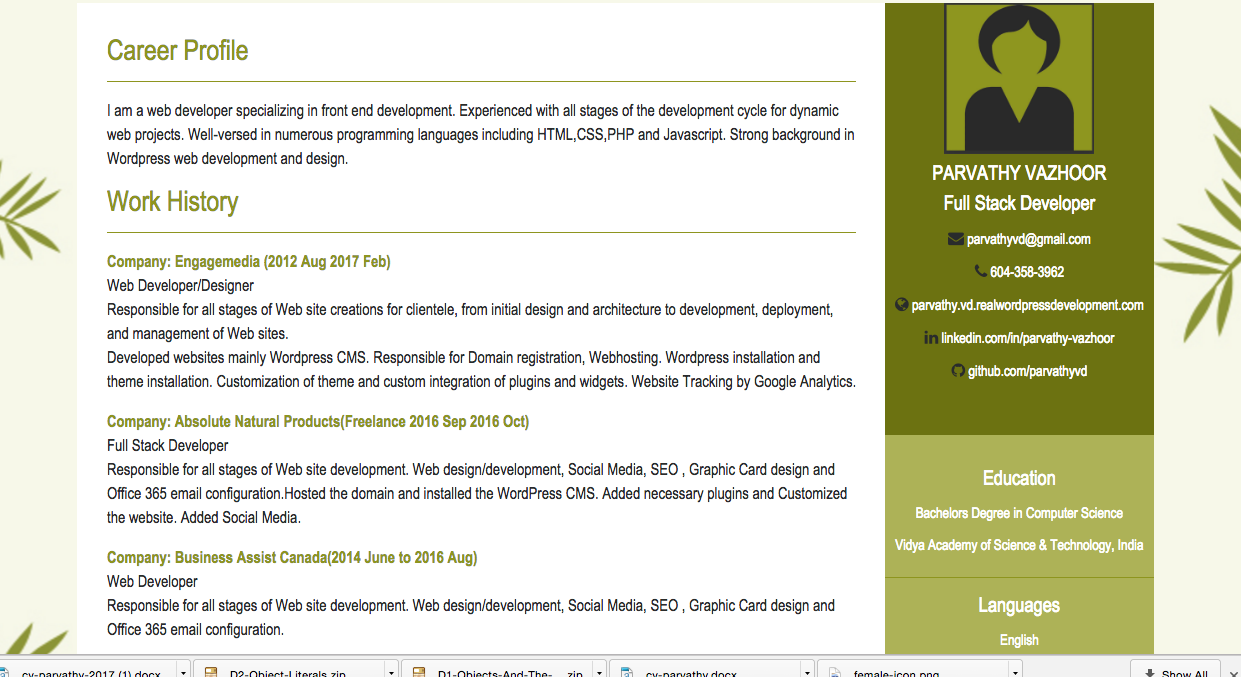 Career Profile
I am a web developer specializing in front end development. Experienced with all stages of the development cycle for dynamic
web projects. Well-versed in numerous programming languages including HTML,CSS,PHP and Javascript. Strong background in
Wordpress web development and design.
Work History
Company: Engagemedia (2012 Aug 2017 Feb)
Web Developer/Designer
Responsible for all stages of Web site creations for clientele, from initial design and architecture to development, deployment,
and management of Web sites.
Developed websites mainly Wordpress CMS. Responsible for Domain registration, Webhosting. Wordpress installation and
theme installation. Customization of theme and custom integration of plugins and widgets. Website Tracking by Google Analytics.
Company: Absolute Natural Products(Freelance 2016 Sep 2016 Oct)
Full Stack Developer
Responsible for all stages of Web site development. Web design/development, Social Media, SEO , Graphic Card design and
Office 365 email configuration.Hosted the domain and installed the WordPress CMS. Added necessary plugins and Customized
the website. Added Social Media.
Company: Business Assist Canada(2014 June to 2016 Aug)
Web Developer
Responsible for all stages of Web site development. Web design/development, Social Media, SEO , Graphic Card design and
Office 365 email configuration.
PARVATHY VAZHOOR
Full Stack Developer
parvathyvd@gmail.com
604-358-3962
parvathy.vd.realwordpressdevelopment.com
linkedin.com/in/parvathy-vazhoor
github.com/parvathyvd
Education
Bachelors Degree in Computer Science
Vidya Academy of Science & Technology, India
Languages
English
cv-parvathy-2017 (1).docx
D2-Object-Literals.zip
D1-Objects-And-The-....zip
cv-parvathy.docx
female-icon.png
Show All